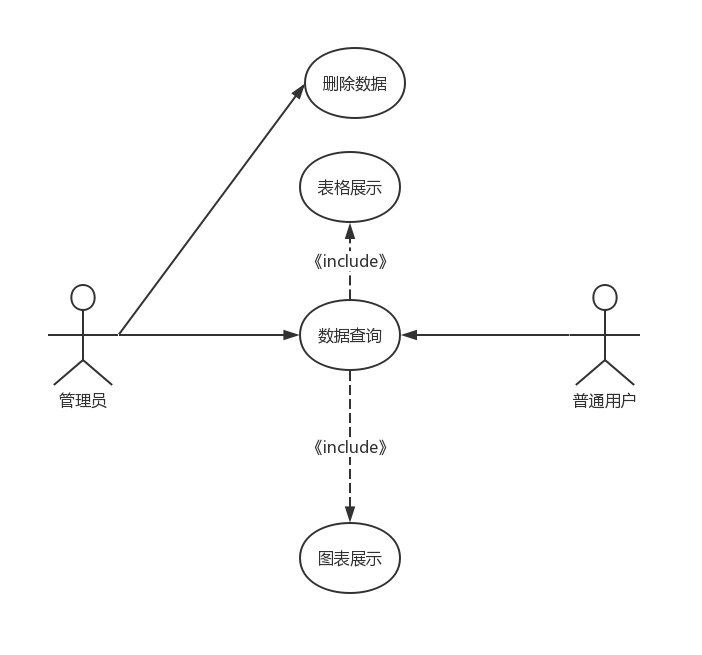 删除数据
表格展示
《include》
数据查询
管理员
普通用户
《include》
图表展示